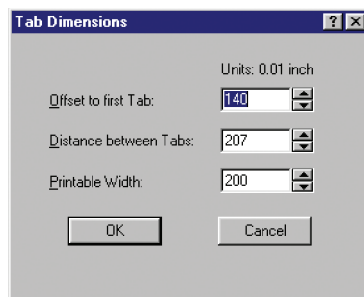 Tab Dimensions
Units: 0.01 inch
Offset to first Tab: 140
Distance between Tabs: 207
Printable Width: 200
OK Cancel